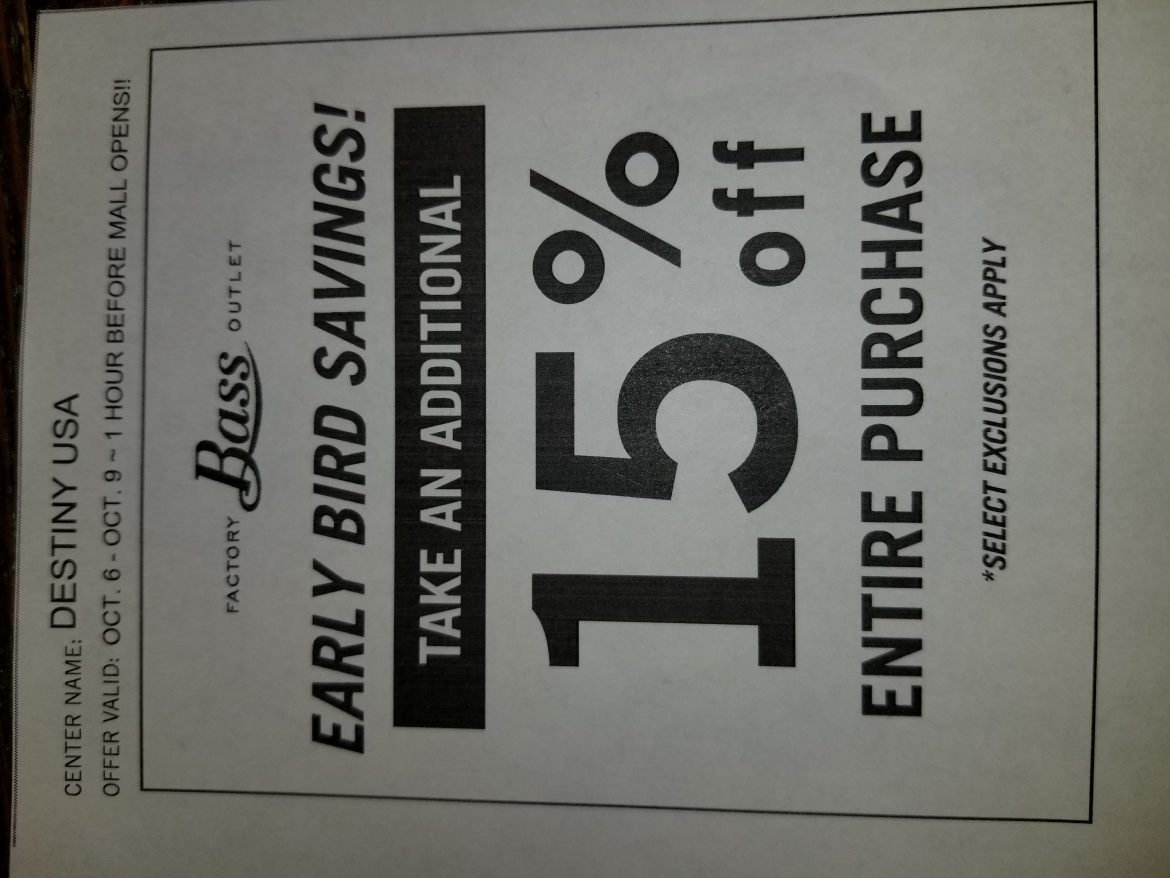 CENTER NAME: DESTINY USA
OFFER VALID: OCT. 6 - OCT. 9 ~ 1 HOUR BEFORE MALL OPENS!!
FACTORY Bass OUTLET
EARLY BIRD SAVINGS!
TAKE AN ADDITIONAL
15% off
ENTIRE PURCHASE
*SELECT EXCLUSIONS APPLY